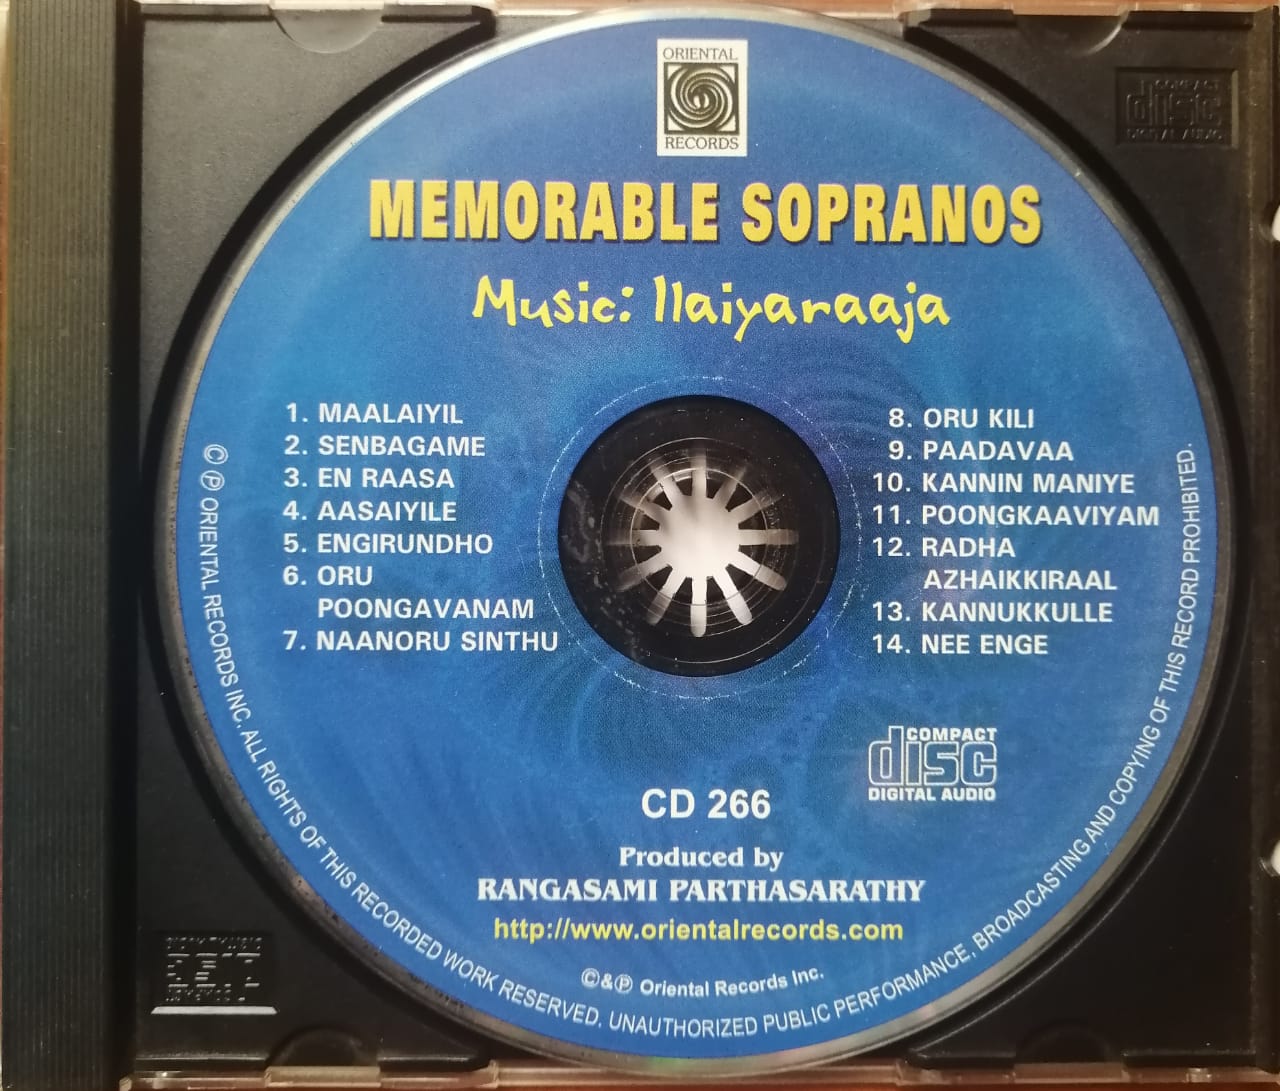 ORIENTAL
RECORDS
MEMORABLE SOPRANOS
Music: Ilaiyaraaja
1. MAALAIYIL
2. SENBAGAME
3. EN RAASA
4. AASAIYILE
5. ENGIRUNDHO
6. ORU
POONGAVANAM
7. NAANORU SINTHU
8. ORU KILI
9. PAADAVAA
10. KANNIN MANIYE
11. POONGKAAVIYAM
12. RADHA
AZHAIKKIRAAL
13. KANNUKKULLE
14. NEE ENGE
COMPACT
disc
DIGITAL AUDIO
CD 266
Produced by
RANGASAMI PARTHASARATHY
http://www.orientalrecords.com
©&℗ Oriental Records Inc.
© ℗ ORIENTAL RECORDS INC. ALL RIGHTS OF THIS RECORDED WORK RESERVED. UNAUTHORIZED PUBLIC PERFORMANCE, BROADCASTING AND COPYING OF THIS RECORD PROHIBITED.
COMPACT
disc
DIGITAL AUDIO